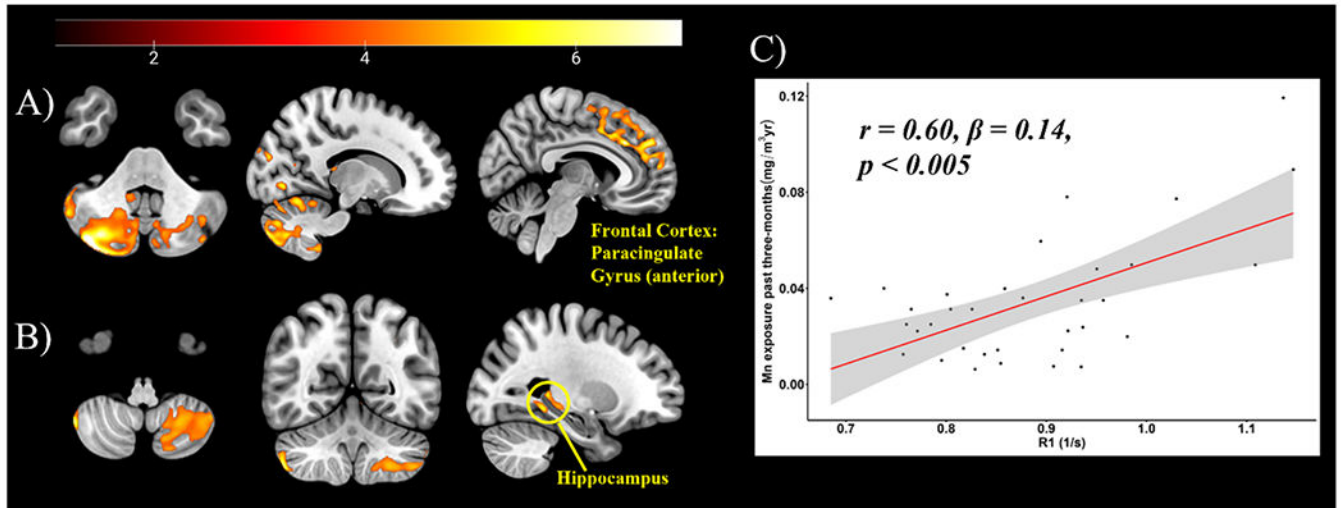 2 4 6
A)
Frontal Cortex:
Paracingulate
Gyrus (anterior)
B)
Hippocampus
C)
r = 0.60, β = 0.14,
p < 0.005
Mn exposure past three-months(mg/m³yr)
0.12
0.08
0.04
0.00
0.7 0.8 0.9 1.0 1.1
R1 (1/s)